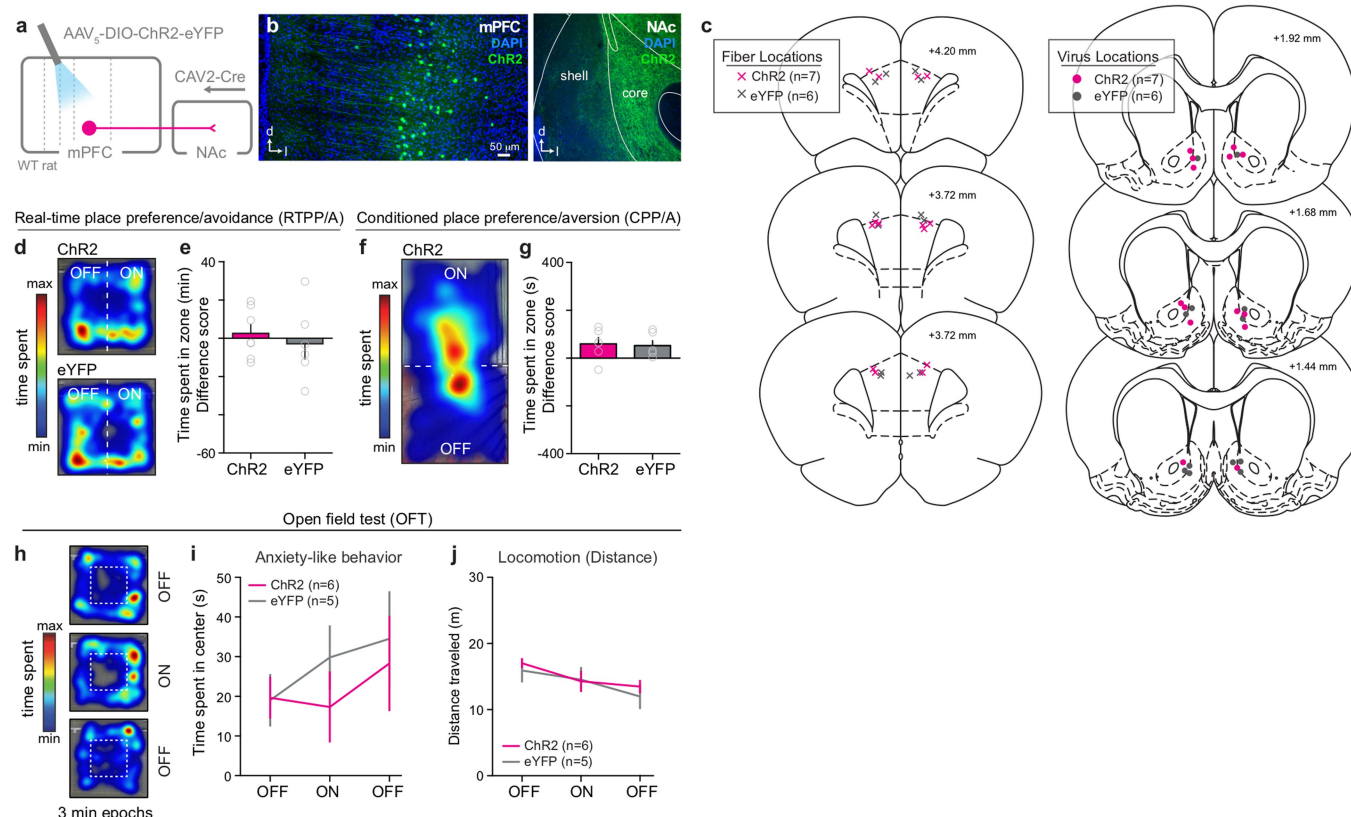 a
AAV5-DIO-ChR2-eYFP
CAV2-Cre
WT rat
mPFC
NAc
b
mPFC
DAPI
ChR2
d
l
50 μm
NAc
DAPI
ChR2
shell
core
d
l
c
Fiber Locations
ChR2 (n=7)
eYFP (n=6)
+4.20 mm
+3.72 mm
+3.72 mm
Virus Locations
ChR2 (n=7)
eYFP (n=6)
+1.92 mm
+1.68 mm
+1.44 mm
Real-time place preference/avoidance (RTPP/A)
Conditioned place preference/aversion (CPP/A)
d
ChR2
OFF ON
eYFP
OFF ON
max
time spent
min
e
Time spent in zone (min)
Difference score
40
-60
ChR2 eYFP
f
ChR2
ON
OFF
max
time spent
min
g
Time spent in zone (s)
Difference score
400
0
-400
ChR2 eYFP
Open field test (OFT)
h
max
time spent
min
OFF
ON
OFF
3 min epochs
i
Anxiety-like behavior
ChR2 (n=6)
eYFP (n=5)
Time spent in center (s)
50
40
30
20
10
0
OFF ON OFF
j
Locomotion (Distance)
Distance traveled (m)
30
20
10
0
ChR2 (n=6)
eYFP (n=5)
OFF ON OFF